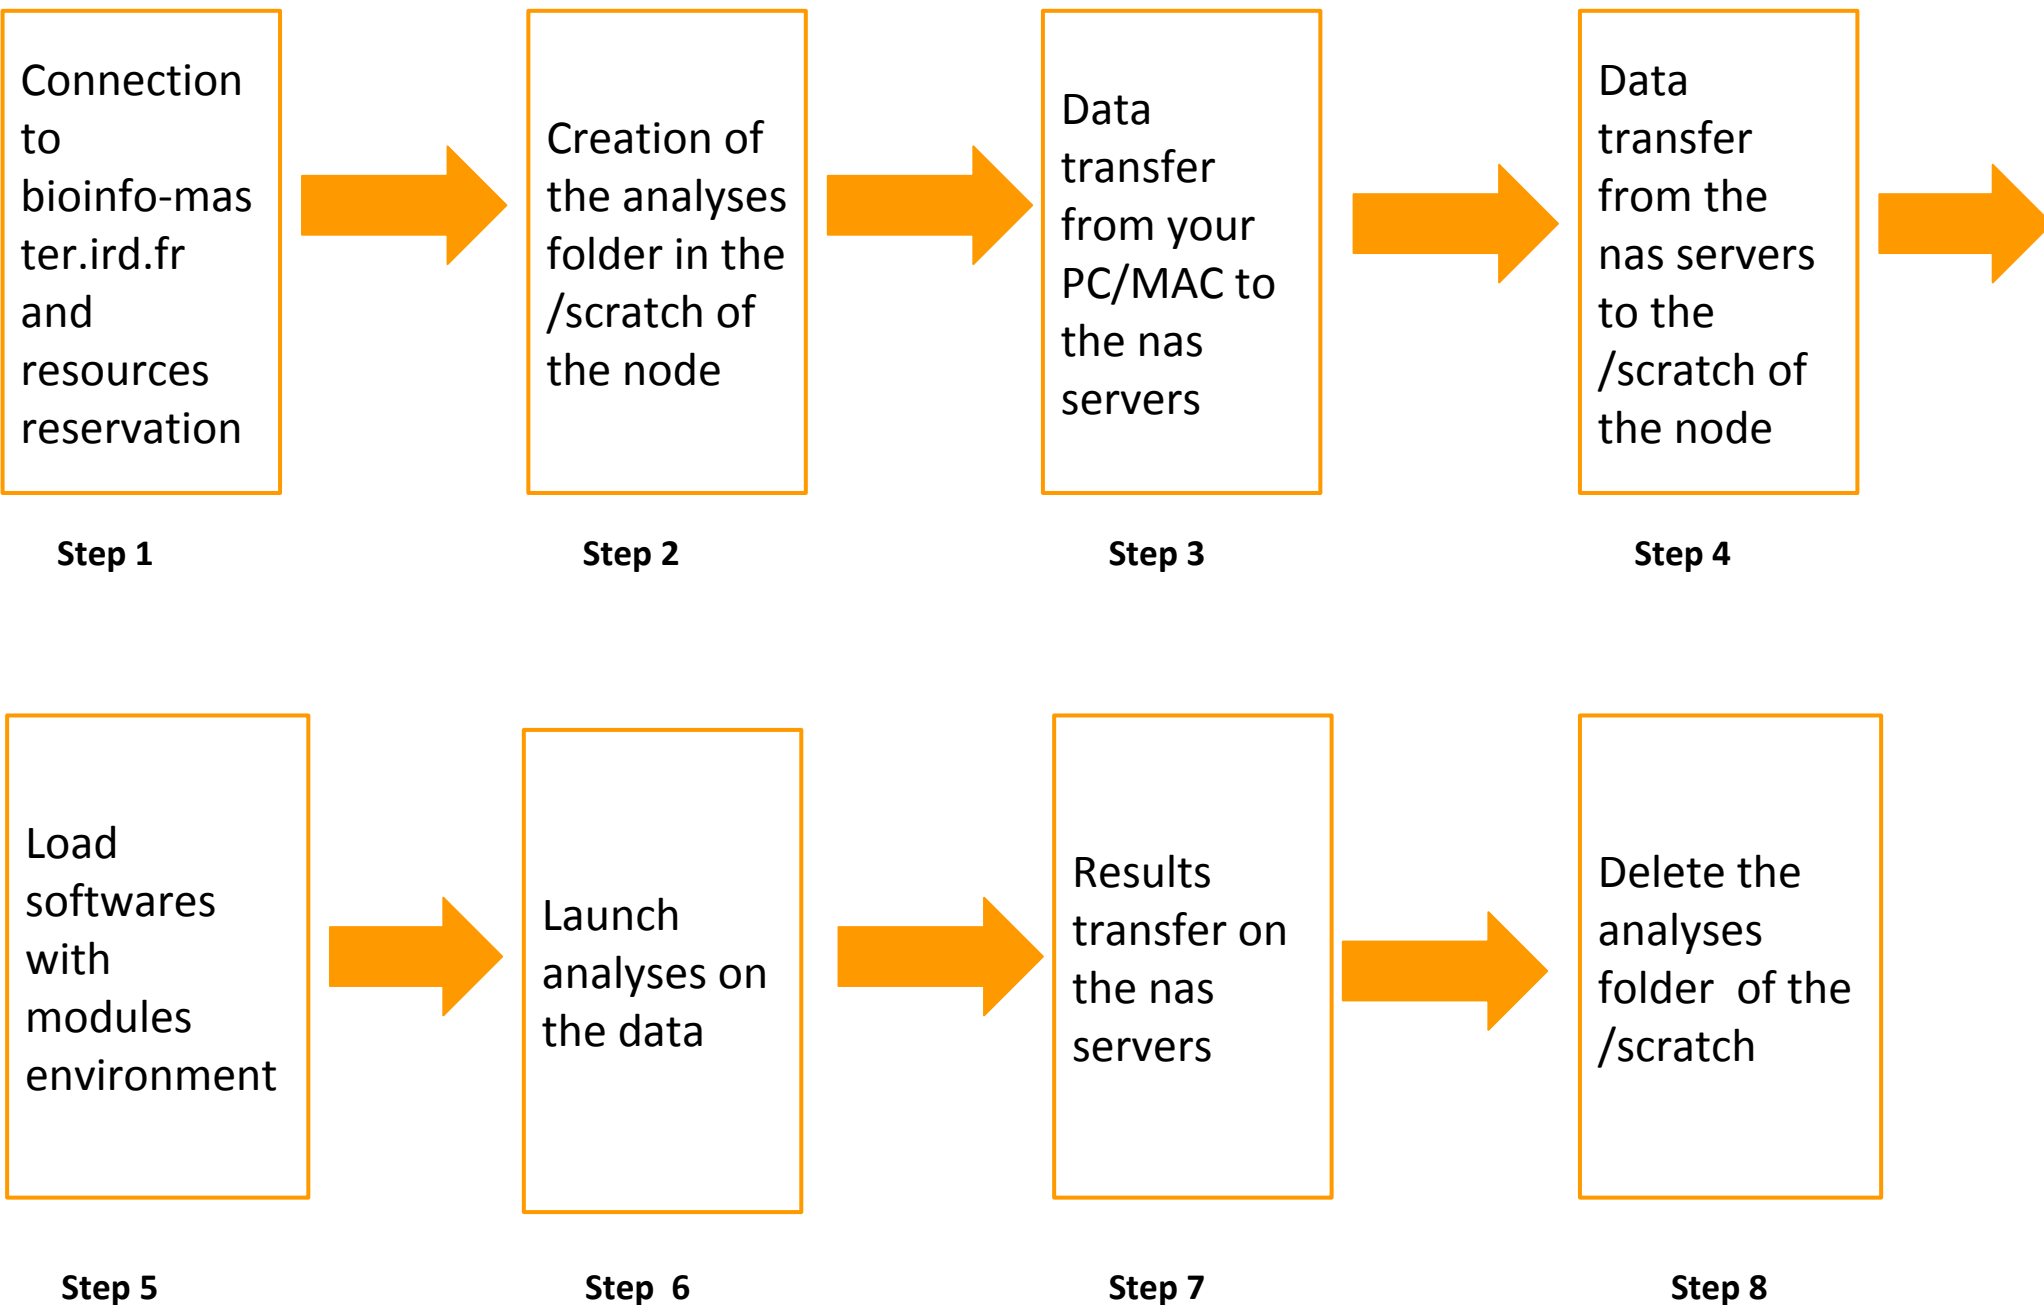 Connection
to
bioinfo-mas
ter.ird.fr
and
resources
reservation
Creation of
the analyses
folder in the
/scratch of
the node
Data
transfer
from your
PC/MAC to
the nas
servers
Data
transfer
from the
nas servers
to the
/scratch of
the node
Step 1
Step 2
Step 3
Step 4
Load
softwares
with
modules
environment
Launch
analyses on
the data
Results
transfer on
the nas
servers
Delete the
analyses
folder  of the
/scratch
Step 5
Step  6
Step 7
Step 8